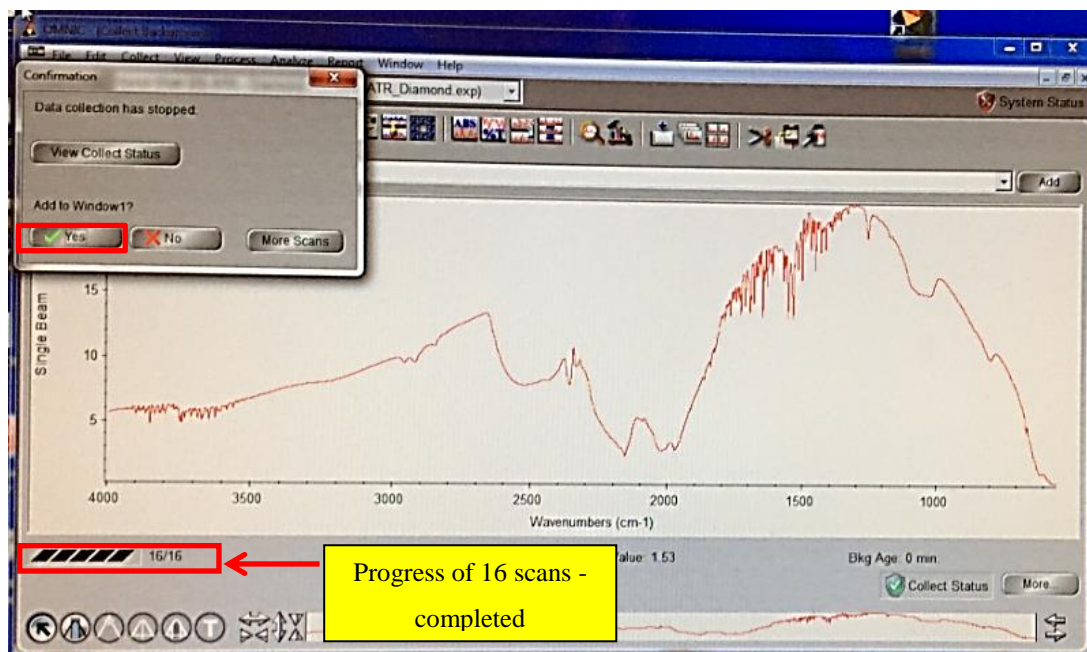 OMNIC - [Collect Background]
File Edit Collect View Process Analyze Report Window Help
Confirmation
ATR_Diamond.exp)
System Status
Data collection has stopped.
ABS
%T
View Collect Status
Add
Add to Window1?
Yes
No
More Scans
Single Beam
15
10
5
4000 3500 3000 2500 2000 1500 1000
Wavenumbers (cm-1)
16/16
Value: 1.53
Bkg Age: 0 min.
Progress of 16 scans -
completed
Collect Status
More...
T